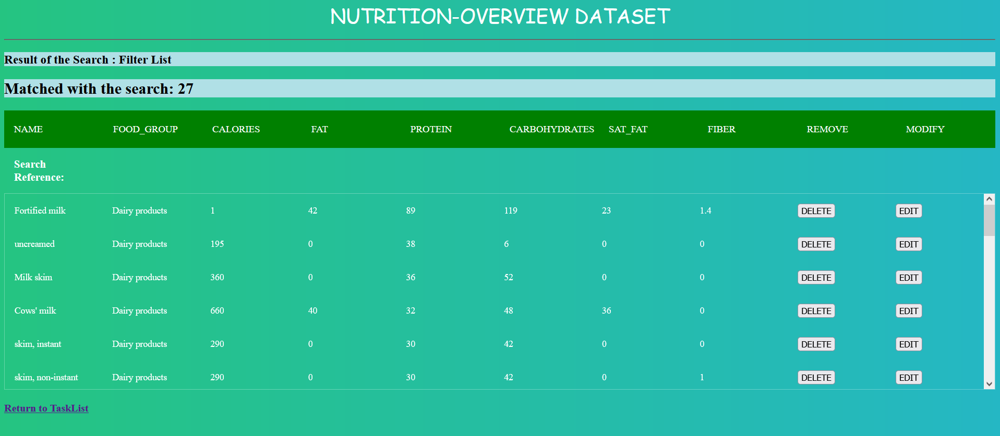 NUTRITION-OVERVIEW DATASET
Result of the Search : Filter List
Matched with the search: 27
NAME FOOD_GROUP CALORIES FAT PROTEIN CARBOHYDRATES SAT_FAT FIBER REMOVE MODIFY
Search
Reference:
Fortified milk Dairy products 1 42 89 119 23 1.4 DELETE EDIT
uncreamed Dairy products 195 0 38 6 0 0 DELETE EDIT
Milk skim Dairy products 360 0 36 52 0 0 DELETE EDIT
Cows' milk Dairy products 660 40 32 48 36 0 DELETE EDIT
skim, instant Dairy products 290 0 30 42 0 0 DELETE EDIT
skim, non-instant Dairy products 290 0 30 42 0 1 DELETE EDIT
Return to TaskList